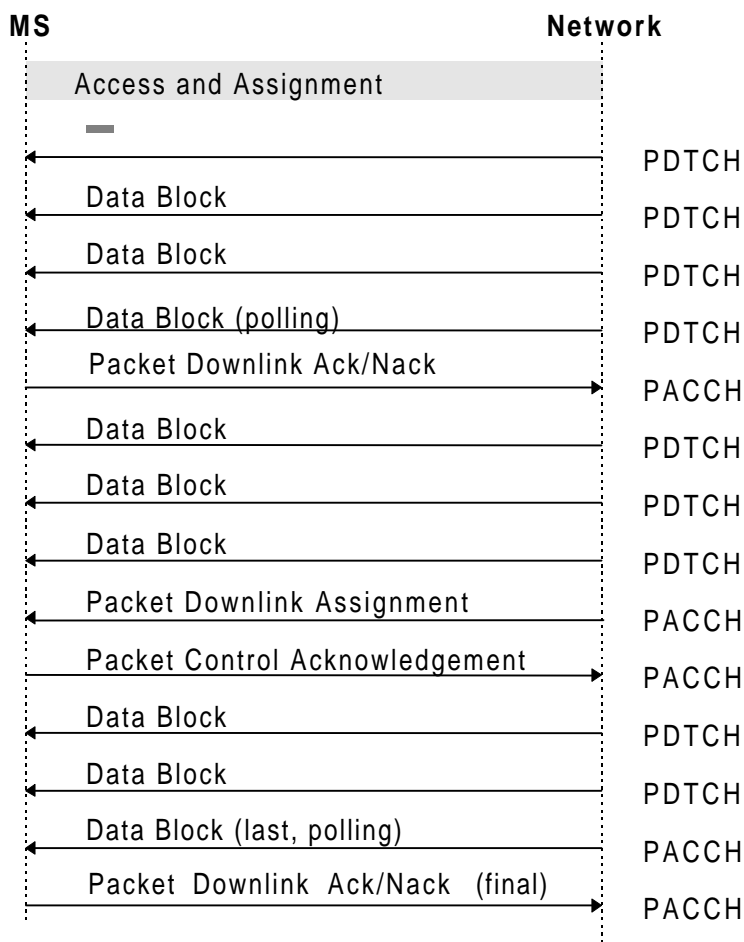 MS Network
Access and Assignment
PDTCH
Data Block
PDTCH
Data Block
PDTCH
Data Block (polling)
PDTCH
Packet Downlink Ack/Nack
PACCH
Data Block
PDTCH
Data Block
PDTCH
Data Block
PDTCH
Packet Downlink Assignment
PACCH
Packet Control Acknowledgement
PACCH
Data Block
PDTCH
Data Block
PDTCH
Data Block (last, polling)
PACCH
Packet Downlink Ack/Nack (final)
PACCH